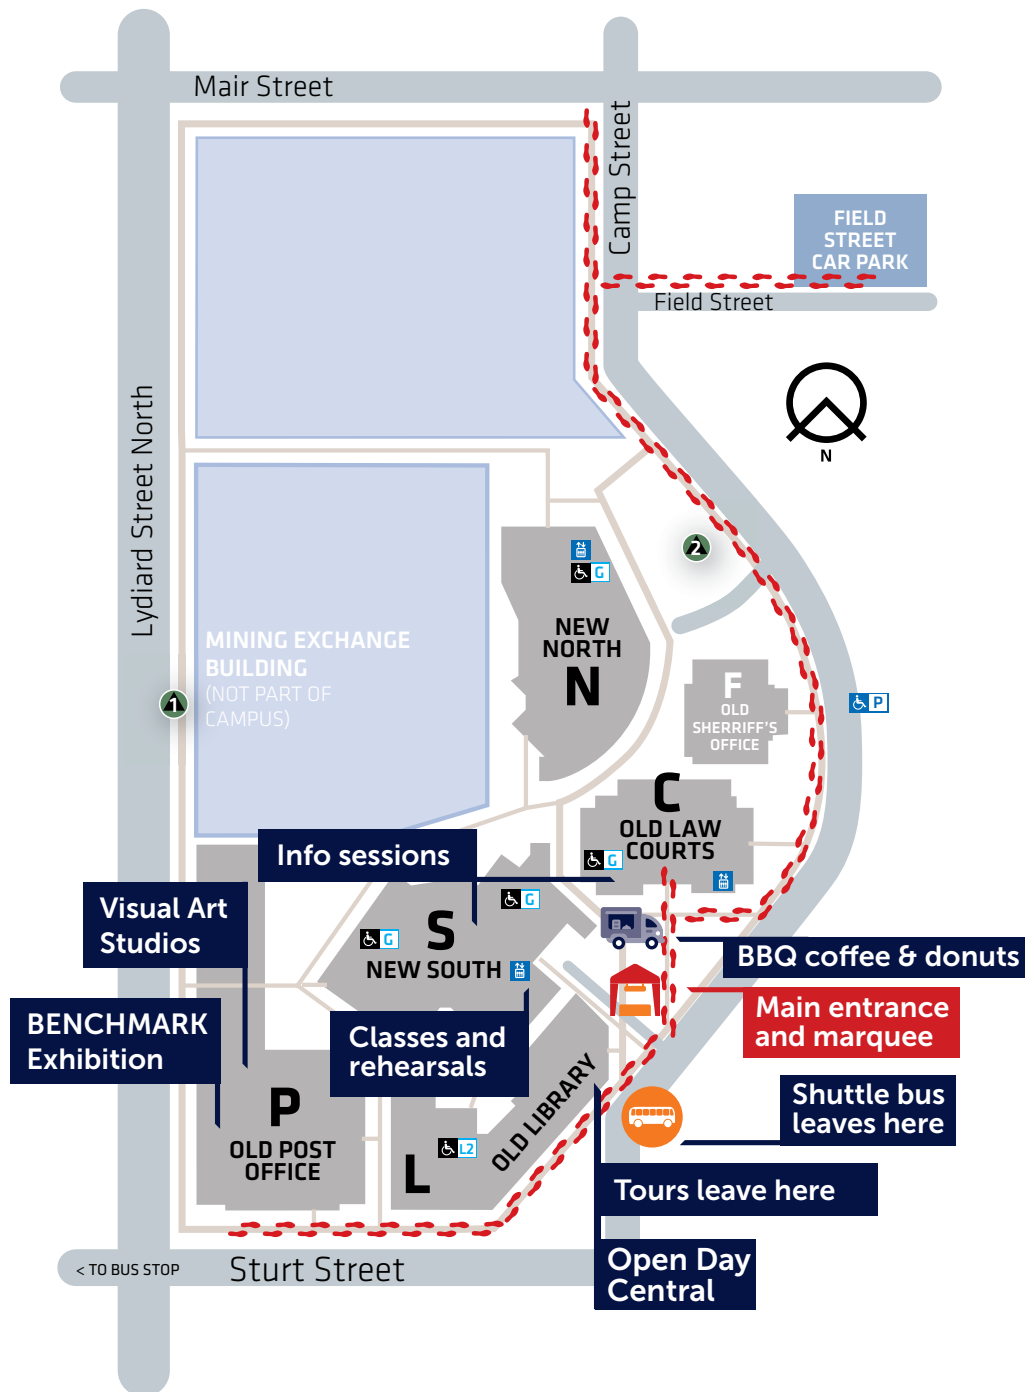 Mair Street
Camp Street
FIELD
STREET
CAR PARK
Field Street
Lydiard Street North
N
2
G
NEW
NORTH
N
MINING EXCHANGE
BUILDING
(NOT PART OF
CAMPUS)
1
F
OLD
SHERRIFF'S
OFFICE
P
C
OLD LAW
COURTS
G
Info sessions
Visual Art
Studios
G
G
S
NEW SOUTH
BBQ coffee & donuts
Main entrance
and marquee
BENCHMARK
Exhibition
Classes and
rehearsals
Shuttle bus
leaves here
P
OLD POST
OFFICE
OLD LIBRARY
L2
L
Tours leave here
Open Day
Central
< TO BUS STOP
Sturt Street